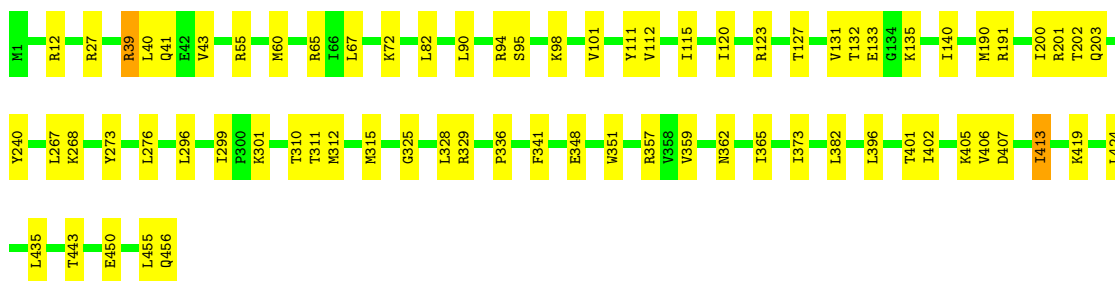 M1 R12 R27 R39 L40 Q41 E42 V43 R55 M60 R65 I66 L67 K72 L82 L90 R94 S95 K98 V101 Y111 V112 I115 I120 R123 T127 V131 T132 E133 G134 K135 I140 M190 R191 I200 R201 T202 Q203
Y240 L267 K268 Y273 L276 L296 I299 P300 K301 T310 T311 M312 M315 G325 L328 R329 P336 F341 E348 W351 R357 V358 V359 N362 I365 I373 L382 L396 T401 I402 K405 V406 D407 I413 K419
L435 T443 E450 L455 Q456